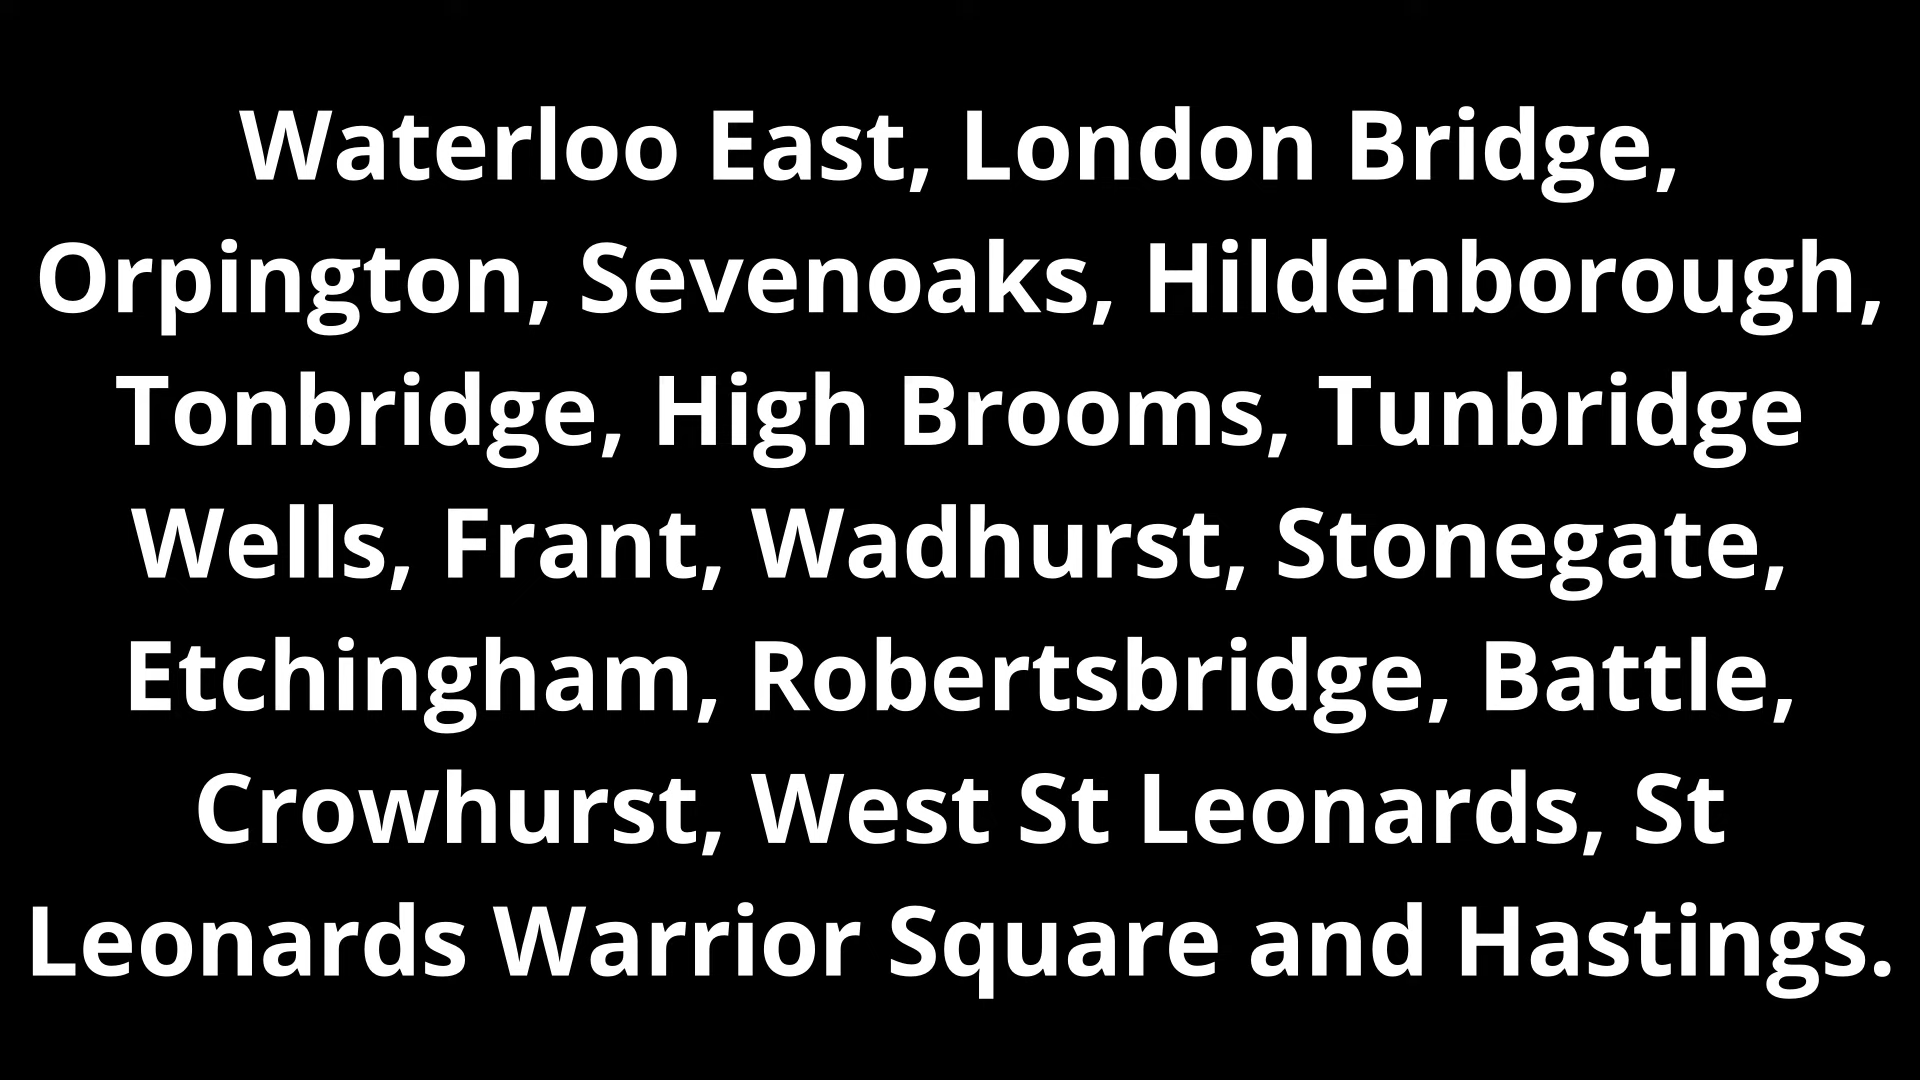 Waterloo East, London Bridge,
Orpington, Sevenoaks, Hildenborough,
Tonbridge, High Brooms, Tunbridge
Wells, Frant, Wadhurst, Stonegate,
Etchingham, Robertsbridge, Battle,
Crowhurst, West St Leonards, St
Leonards Warrior Square and Hastings.